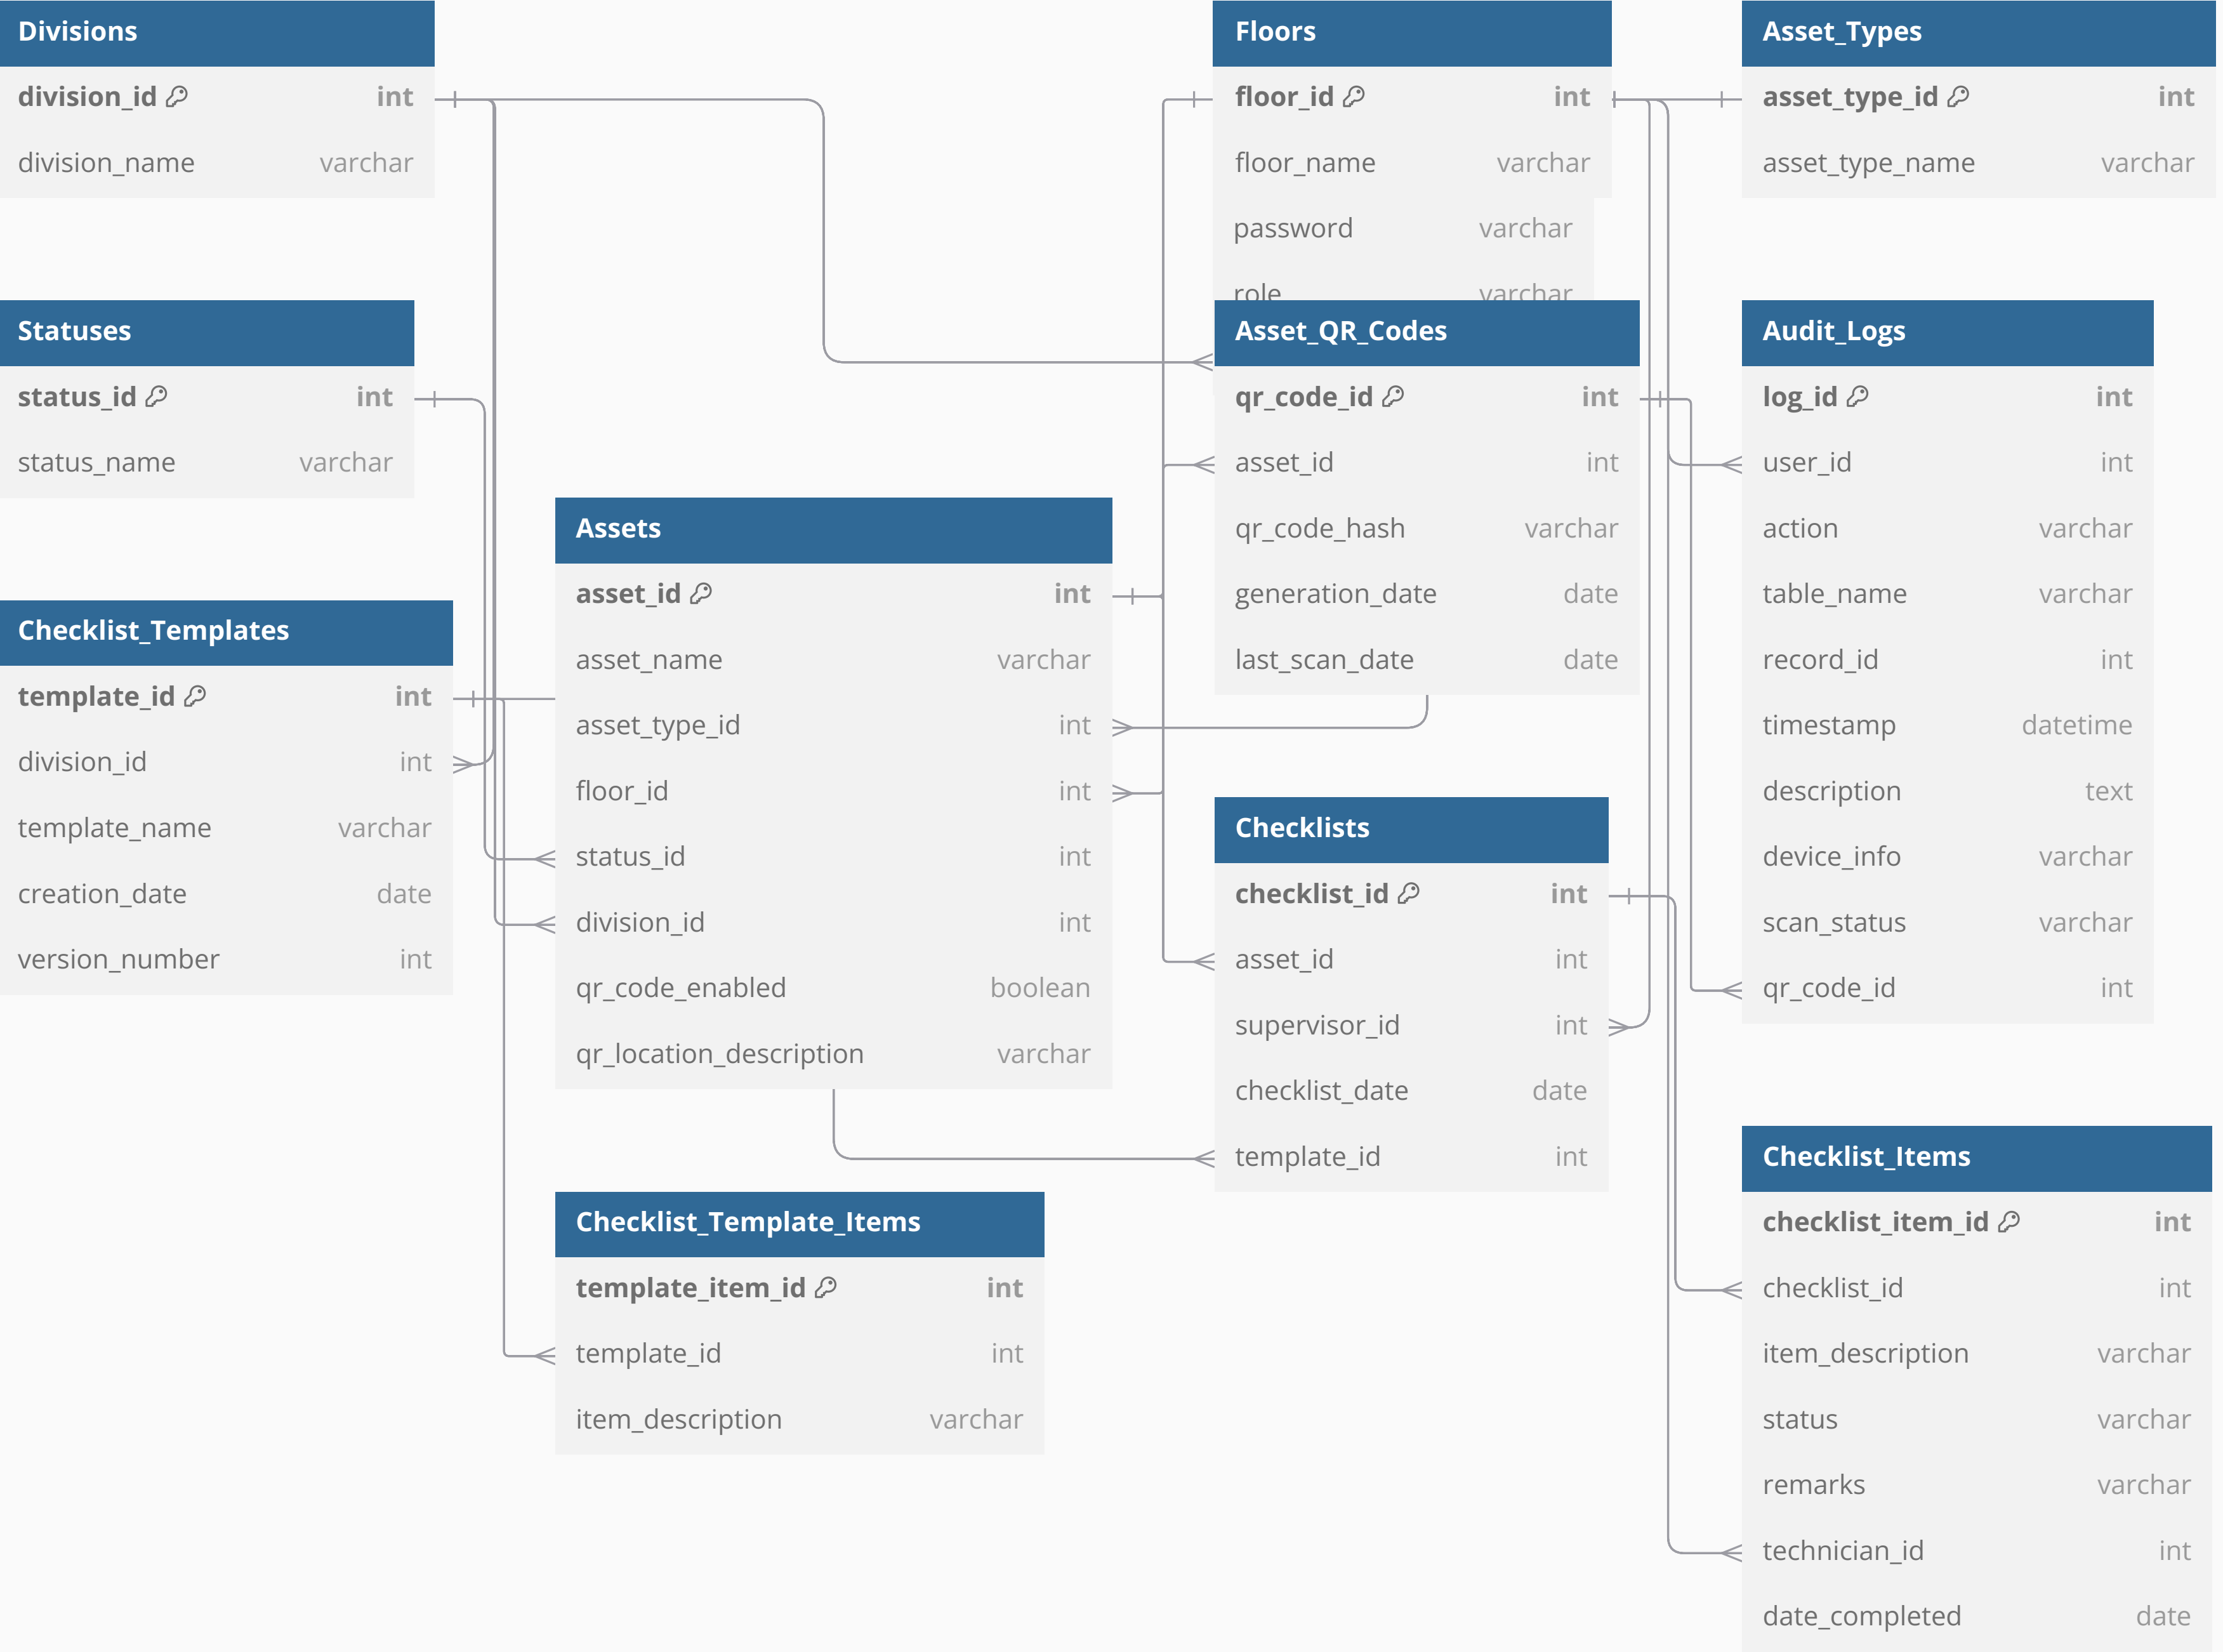 Divisions
division_id int
division_name varchar
Statuses
status_id int
status_name varchar
Checklist_Templates
template_id int
division_id int
template_name varchar
creation_date date
version_number int
Assets
asset_id int
asset_name varchar
asset_type_id int
floor_id int
status_id int
division_id int
qr_code_enabled boolean
qr_location_description varchar
Checklist_Template_Items
template_item_id int
template_id int
item_description varchar
Floors
floor_id int
floor_name varchar
password varchar
role varchar
Asset_QR_Codes
qr_code_id int
asset_id int
qr_code_hash varchar
generation_date date
last_scan_date date
Checklists
checklist_id int
asset_id int
supervisor_id int
checklist_date date
template_id int
Asset_Types
asset_type_id int
asset_type_name varchar
Audit_Logs
log_id int
user_id int
action varchar
table_name varchar
record_id int
timestamp datetime
description text
device_info varchar
scan_status varchar
qr_code_id int
Checklist_Items
checklist_item_id int
checklist_id int
item_description varchar
status varchar
remarks varchar
technician_id int
date_completed date